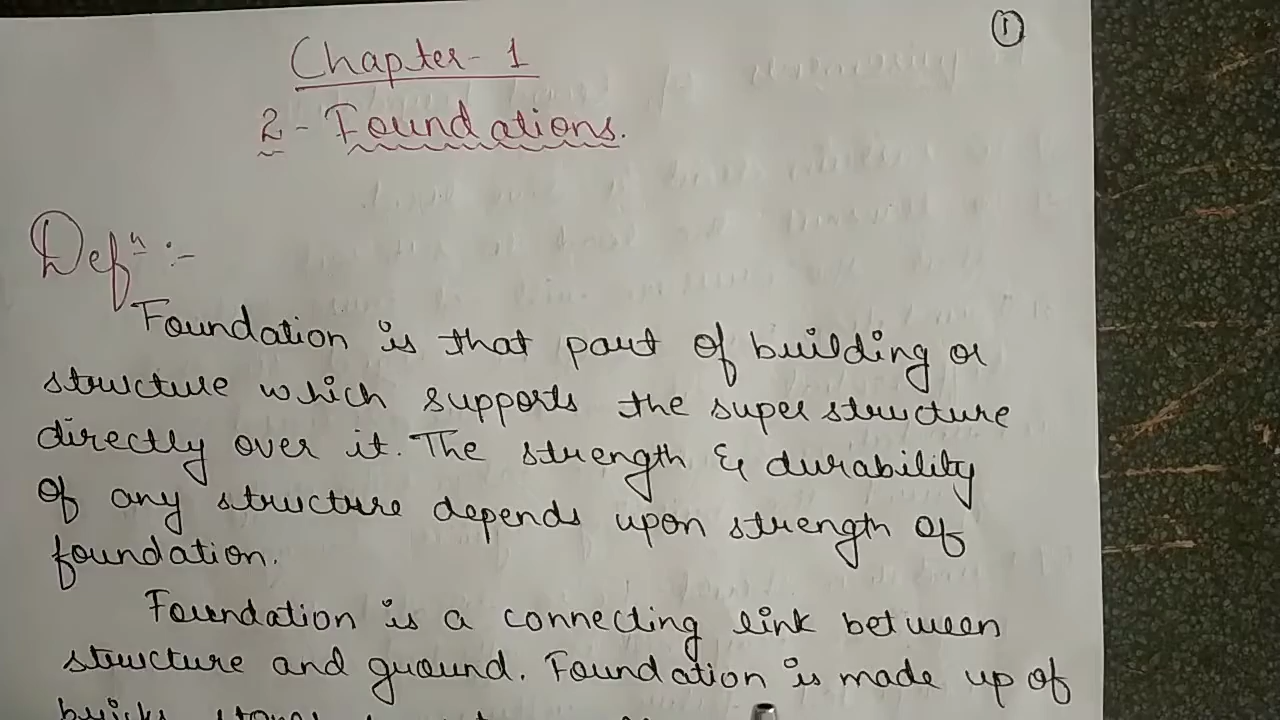 ①
Chapter-1
2-Foundations.
Defⁿ :-
Foundation is that part of building or
structure which supports the super structure
directly over it. The strength & durability
of any structure depends upon strength of
foundation.
Foundation is a connecting link between
structure and ground. Foundation is made up of